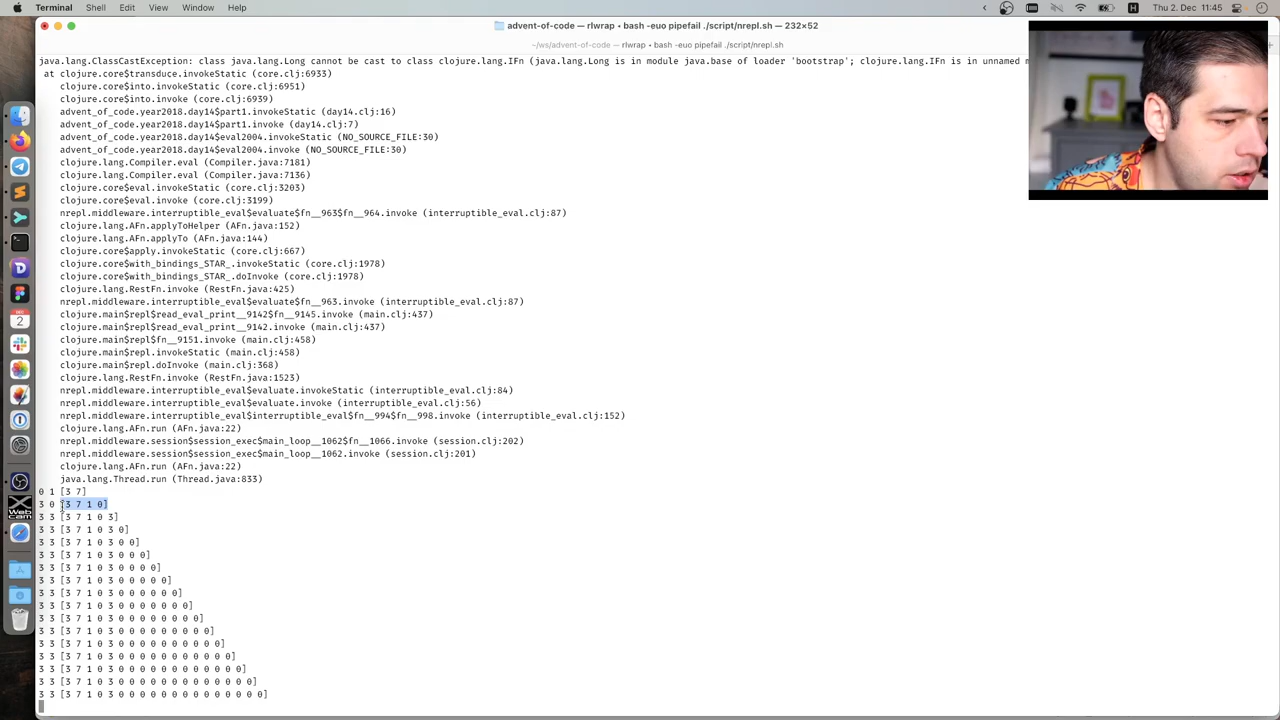 Terminal Shell Edit View Window Help
Thu 2. Dec 11:45
advent-of-code — rlwrap • bash -euo pipefail ./script/nrepl.sh — 232×52
~/ws/advent-of-code — rlwrap • bash -euo pipefail ./script/nrepl.sh
java.lang.ClassCastException: class java.lang.Long cannot be cast to class clojure.lang.IFn (java.lang.Long is in module java.base of loader 'bootstrap'; clojure.lang.IFn is in unnamed m
at clojure.core$transduce.invokeStatic (core.clj:6933)
clojure.core$into.invokeStatic (core.clj:6951)
clojure.core$into.invoke (core.clj:6939)
advent_of_code.year2018.day14$part1.invokeStatic (day14.clj:16)
advent_of_code.year2018.day14$part1.invoke (day14.clj:7)
advent_of_code.year2018.day14$eval2004.invokeStatic (NO_SOURCE_FILE:30)
advent_of_code.year2018.day14$eval2004.invoke (NO_SOURCE_FILE:30)
clojure.lang.Compiler.eval (Compiler.java:7181)
clojure.lang.Compiler.eval (Compiler.java:7136)
clojure.core$eval.invokeStatic (core.clj:3203)
clojure.core$eval.invoke (core.clj:3199)
nrepl.middleware.interruptible_eval$evaluate$fn__963$fn__964.invoke (interruptible_eval.clj:87)
clojure.lang.AFn.applyToHelper (AFn.java:152)
clojure.lang.AFn.applyTo (AFn.java:144)
clojure.core$apply.invokeStatic (core.clj:667)
clojure.core$with_bindings_STAR_.invokeStatic (core.clj:1978)
clojure.core$with_bindings_STAR_.doInvoke (core.clj:1978)
clojure.lang.RestFn.invoke (RestFn.java:425)
nrepl.middleware.interruptible_eval$evaluate$fn__963.invoke (interruptible_eval.clj:87)
clojure.main$repl$read_eval_print__9142$fn__9145.invoke (main.clj:437)
clojure.main$repl$read_eval_print__9142.invoke (main.clj:437)
clojure.main$repl$fn__9151.invoke (main.clj:458)
clojure.main$repl.invokeStatic (main.clj:458)
clojure.main$repl.doInvoke (main.clj:368)
clojure.lang.RestFn.invoke (RestFn.java:1523)
nrepl.middleware.interruptible_eval$evaluate.invokeStatic (interruptible_eval.clj:84)
nrepl.middleware.interruptible_eval$evaluate.invoke (interruptible_eval.clj:56)
nrepl.middleware.interruptible_eval$interruptible_eval$fn__994$fn__998.invoke (interruptible_eval.clj:152)
clojure.lang.AFn.run (AFn.java:22)
nrepl.middleware.session$session_exec$main_loop__1062$fn__1066.invoke (session.clj:202)
nrepl.middleware.session$session_exec$main_loop__1062.invoke (session.clj:201)
clojure.lang.AFn.run (AFn.java:22)
java.lang.Thread.run (Thread.java:833)
0 1 [3 7]
3 0 [3 7 1 0]
3 3 [3 7 1 0 3]
3 3 [3 7 1 0 3 0]
3 3 [3 7 1 0 3 0 0]
3 3 [3 7 1 0 3 0 0 0]
3 3 [3 7 1 0 3 0 0 0 0]
3 3 [3 7 1 0 3 0 0 0 0 0]
3 3 [3 7 1 0 3 0 0 0 0 0 0]
3 3 [3 7 1 0 3 0 0 0 0 0 0 0]
3 3 [3 7 1 0 3 0 0 0 0 0 0 0 0]
3 3 [3 7 1 0 3 0 0 0 0 0 0 0 0 0]
3 3 [3 7 1 0 3 0 0 0 0 0 0 0 0 0 0]
3 3 [3 7 1 0 3 0 0 0 0 0 0 0 0 0 0 0]
3 3 [3 7 1 0 3 0 0 0 0 0 0 0 0 0 0 0 0]
3 3 [3 7 1 0 3 0 0 0 0 0 0 0 0 0 0 0 0 0]
3 3 [3 7 1 0 3 0 0 0 0 0 0 0 0 0 0 0 0 0 0]
DEC
2
Web
cam